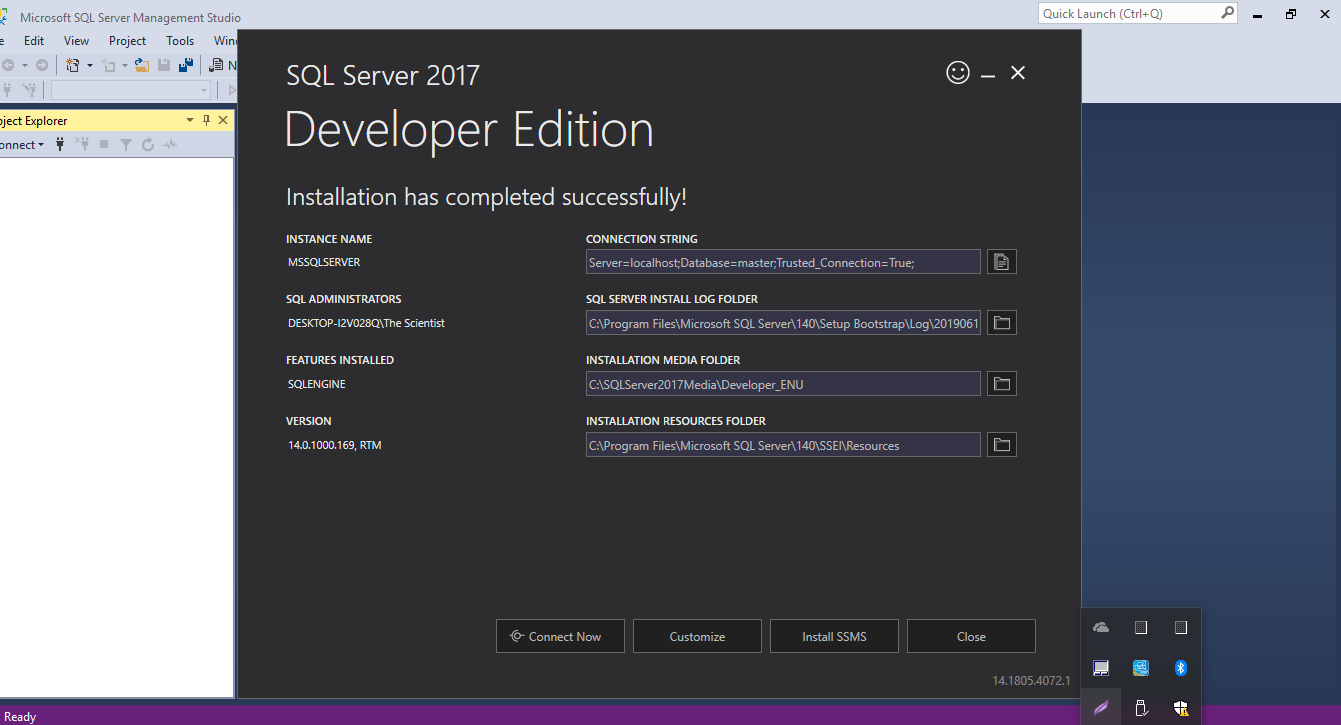 Microsoft SQL Server Management Studio
Quick Launch (Ctrl+Q)
e Edit View Project Tools Wind
N
ject Explorer
onnect
SQL Server 2017
Developer Edition
Installation has completed successfully!
INSTANCE NAME
MSSQLSERVER
CONNECTION STRING
Server=localhost;Database=master;Trusted_Connection=True;
SQL ADMINISTRATORS
DESKTOP-I2V028Q\The Scientist
SQL SERVER INSTALL LOG FOLDER
C:\Program Files\Microsoft SQL Server\140\Setup Bootstrap\Log\2019061
FEATURES INSTALLED
SQLENGINE
INSTALLATION MEDIA FOLDER
C:\SQLServer2017Media\Developer_ENU
VERSION
14.0.1000.169, RTM
INSTALLATION RESOURCES FOLDER
C:\Program Files\Microsoft SQL Server\140\SSEI\Resources
Connect Now Customize Install SSMS Close
14.1805.4072.1
Ready